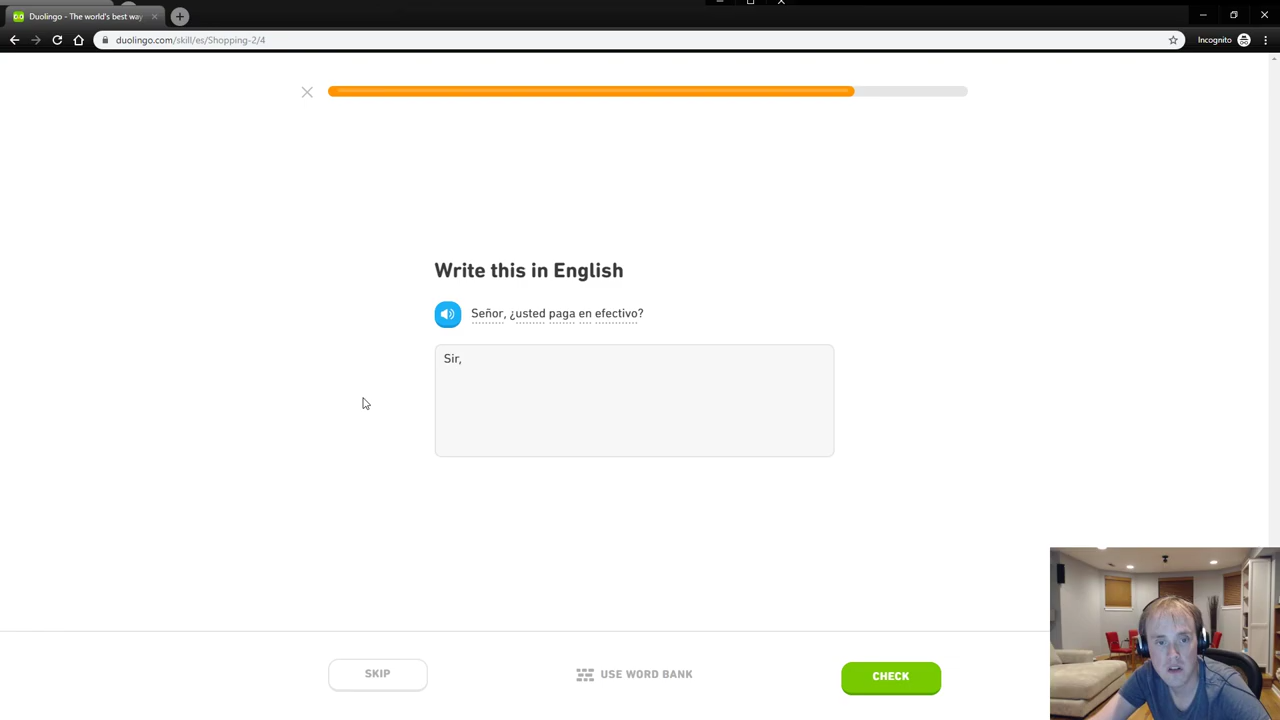 Duolingo - The world's best way
duolingo.com/skill/es/Shopping-2/4
Incognito
Write this in English
Señor, ¿usted paga en efectivo?
Sir,
SKIP
USE WORD BANK
CHECK